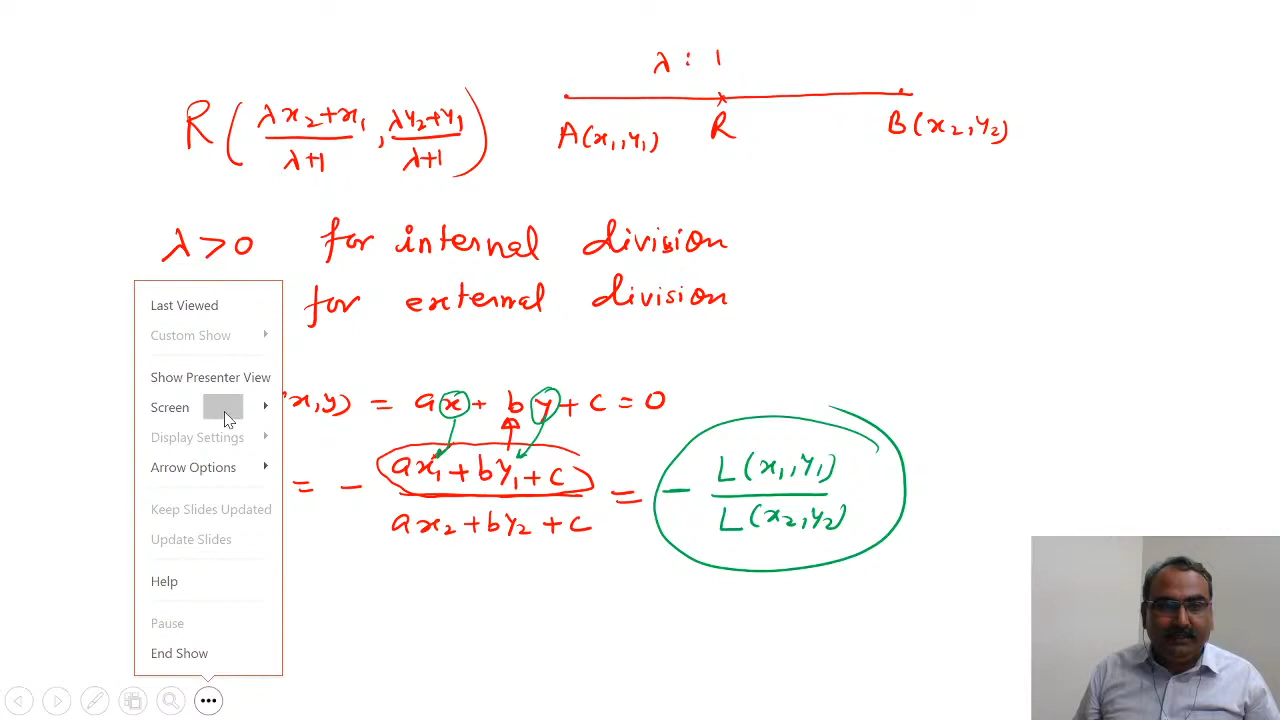 λ : 1
R ( λx₂+x₁ / λ+1 , λy₂+y₁ / λ+1 )
A(x₁,y₁) R B(x₂,y₂)
λ > 0 for internal division
for external division
x,y) = ax + by + c = 0
= - ax₁ + by₁ + c / ax₂ + by₂ + c = - L(x₁,y₁) / L(x₂,y₂)
Last Viewed
Custom Show
Show Presenter View
Screen
Display Settings
Arrow Options
Keep Slides Updated
Update Slides
Help
Pause
End Show